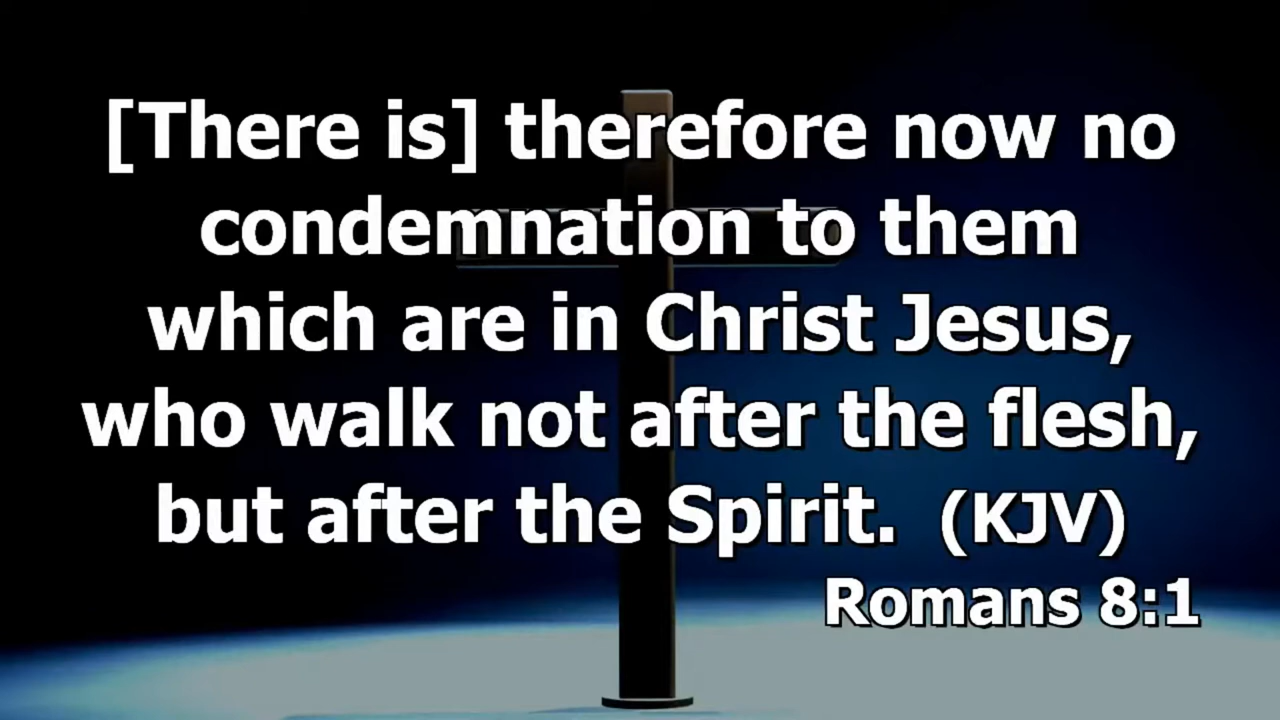 [There is] therefore now no
condemnation to them
which are in Christ Jesus,
who walk not after the flesh,
but after the Spirit.  (KJV)
Romans 8:1